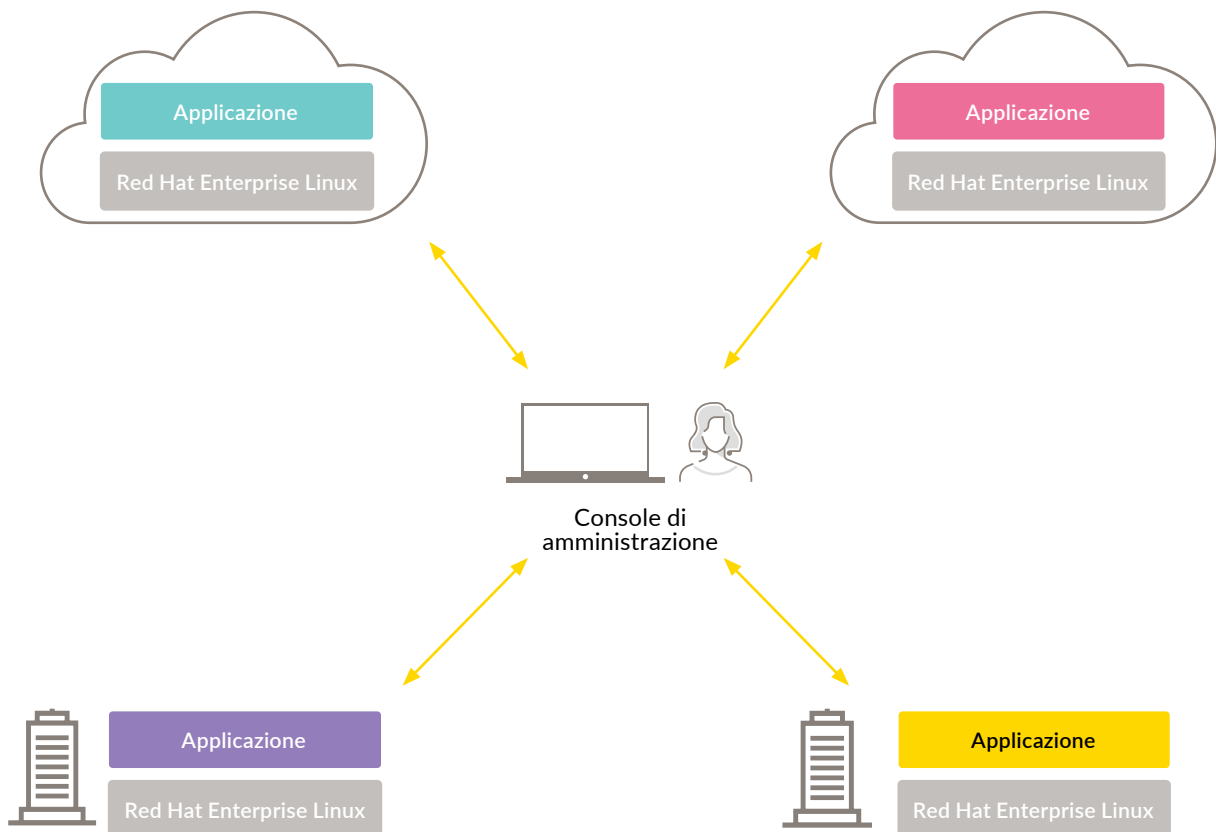 Applicazione
Applicazione
Red Hat Enterprise Linux
Red Hat Enterprise Linux
Console di
amministrazione
Applicazione
Applicazione
Red Hat Enterprise Linux
Red Hat Enterprise Linux